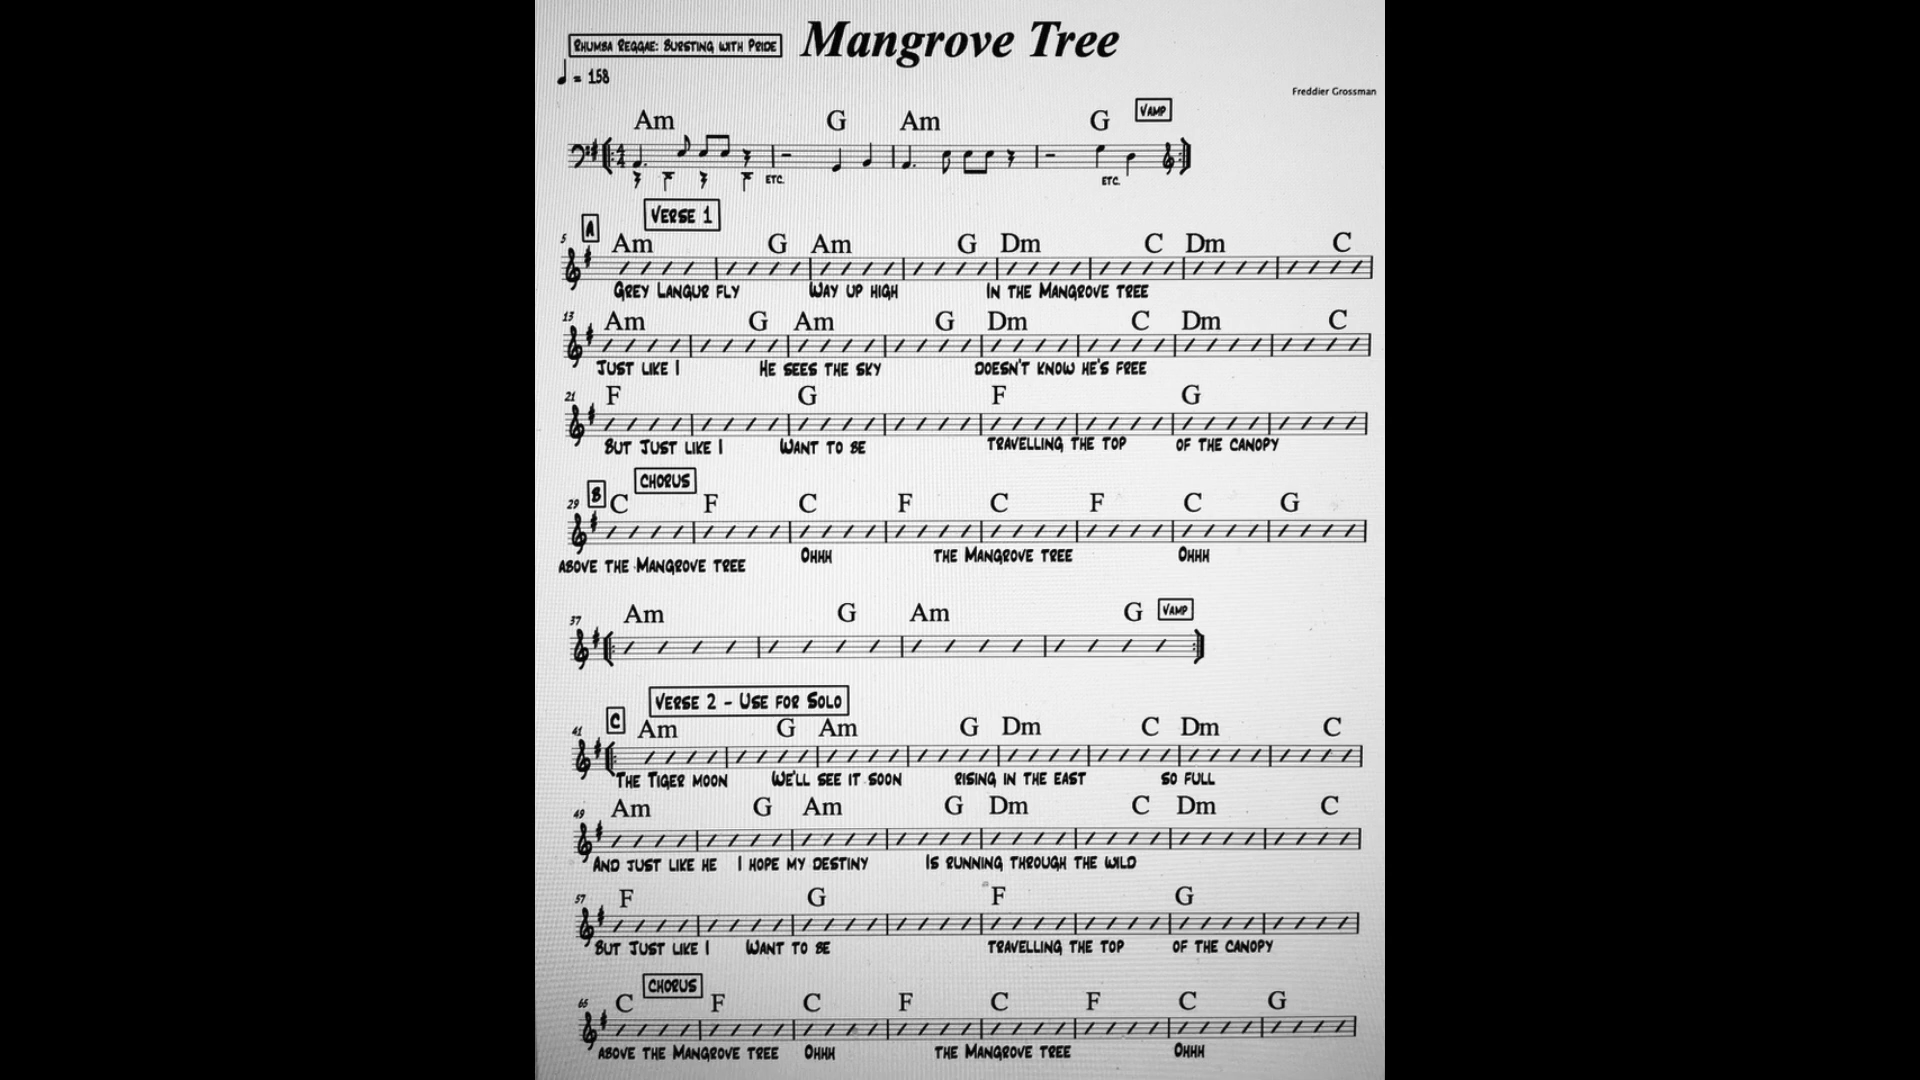 Mangrove Tree
RHUMBA REGGAE: BURSTING WITH PRIDE
= 158
Freddier Grossman
Am G Am G VAMP
4 4
ETC. ETC.
A VERSE 1
5 Am G Am G Dm C Dm C
GREY LANGUR FLY WAY UP HIGH IN THE MANGROVE TREE
13 Am G Am G Dm C Dm C
JUST LIKE I HE SEES THE SKY DOESN'T KNOW HE'S FREE
21 F G F G
BUT JUST LIKE I WANT TO BE TRAVELLING THE TOP OF THE CANOPY
B CHORUS
29 C F C F C F C G
ABOVE THE MANGROVE TREE OHHH THE MANGROVE TREE OHHH
37 Am G Am G VAMP
C VERSE 2 - USE FOR SOLO
41 Am G Am G Dm C Dm C
THE TIGER MOON WE'LL SEE IT SOON RISING IN THE EAST SO FULL
49 Am G Am G Dm C Dm C
AND JUST LIKE HE I HOPE MY DESTINY IS RUNNING THROUGH THE WILD
57 F G F G
BUT JUST LIKE I WANT TO BE TRAVELLING THE TOP OF THE CANOPY
CHORUS
65 C F C F C F C G
ABOVE THE MANGROVE TREE OHHH THE MANGROVE TREE OHHH